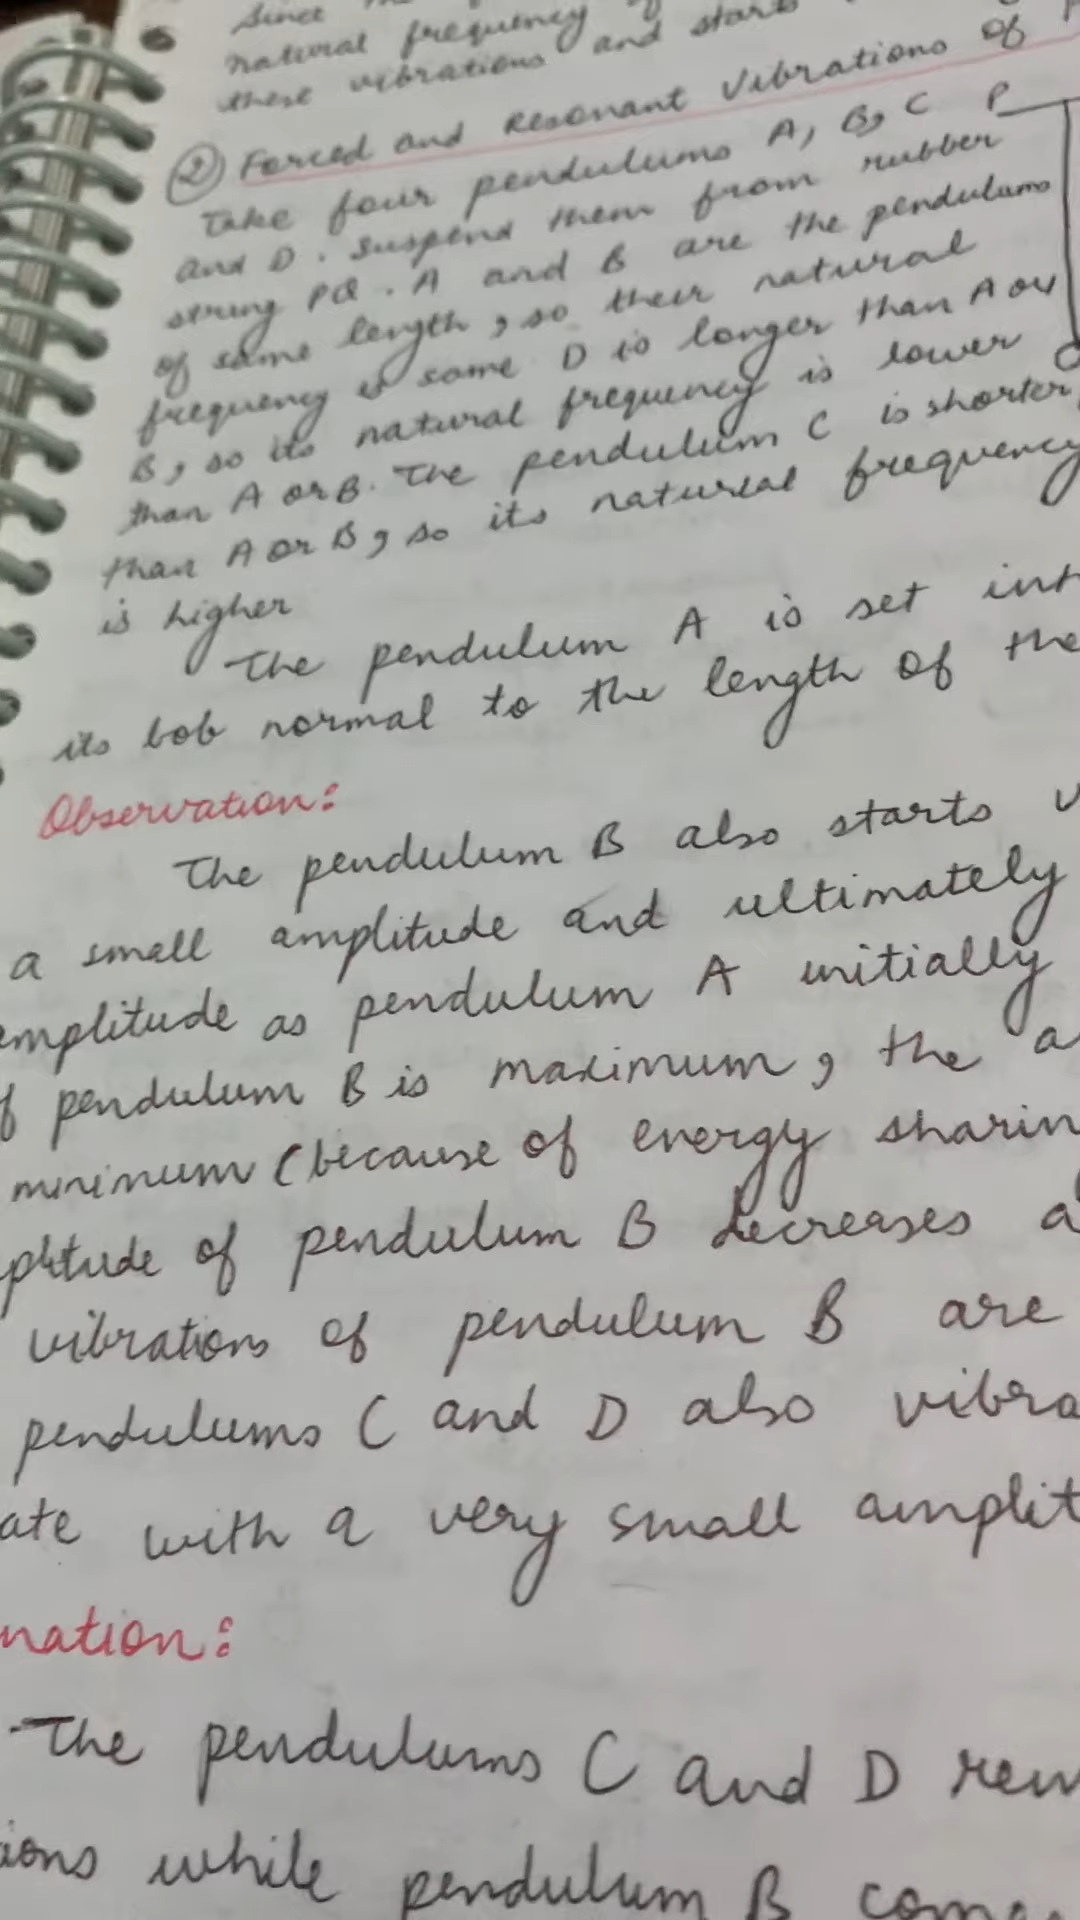 Since the
natural frequency of
these vibrations and starts
② Forced and Resonant Vibrations of
Take four pendulums A, B, C P
and D. Suspend them from rubber
string PQ. A and B are the pendulums
of same length, so their natural
frequency is same D is longer than A or
B, so its natural frequency is lower
than A or B. The pendulum C is shorter
than A or B, so its natural frequency
is higher
The pendulum A is set int
its bob normal to the length of the
Observation:
The pendulum B also starts v
a small amplitude and ultimately
amplitude as pendulum A initially
f pendulum B is maximum, the a
minimum (because of energy sharin
plitude of pendulum B decreases a
vibrations of pendulum B are
pendulums C and D also vibra
ate with a very small amplit
nation:
The pendulums C and D rem
ions while pendulum B come